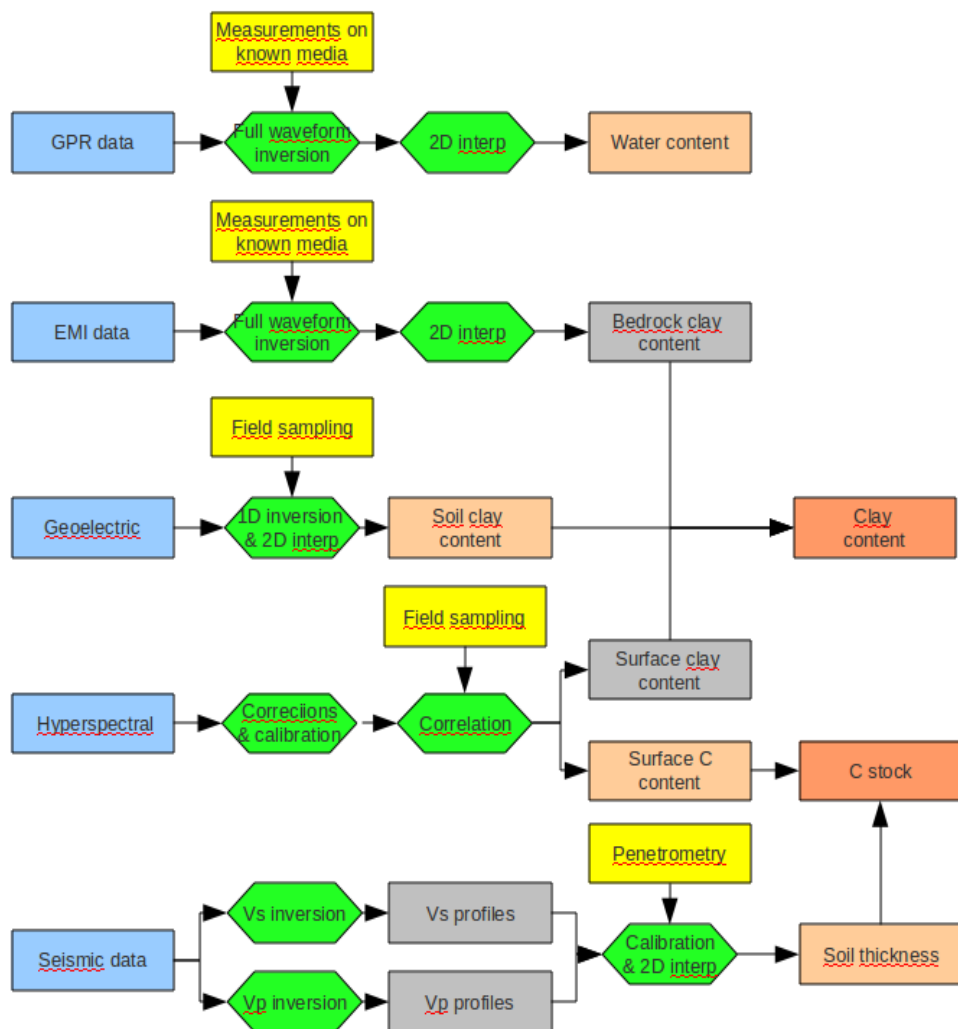 Measurements on
known media
GPR data
Full waveform
inversion
2D interp
Water content
Measurements on
known media
EMI data
Full waveform
inversion
2D interp
Bedrock clay
content
Field sampling
Geoelectric
1D inversion
& 2D interp
Soil clay
content
Clay
content
Field sampling
Surface clay
content
Hyperspectral
Correciions
& calibration
Correlation
Surface C
content
C stock
Penetrometry
Vs inversion
Vs profiles
Seismic data
Calibration
& 2D interp
Soil thickness
Vp inversion
Vp profiles